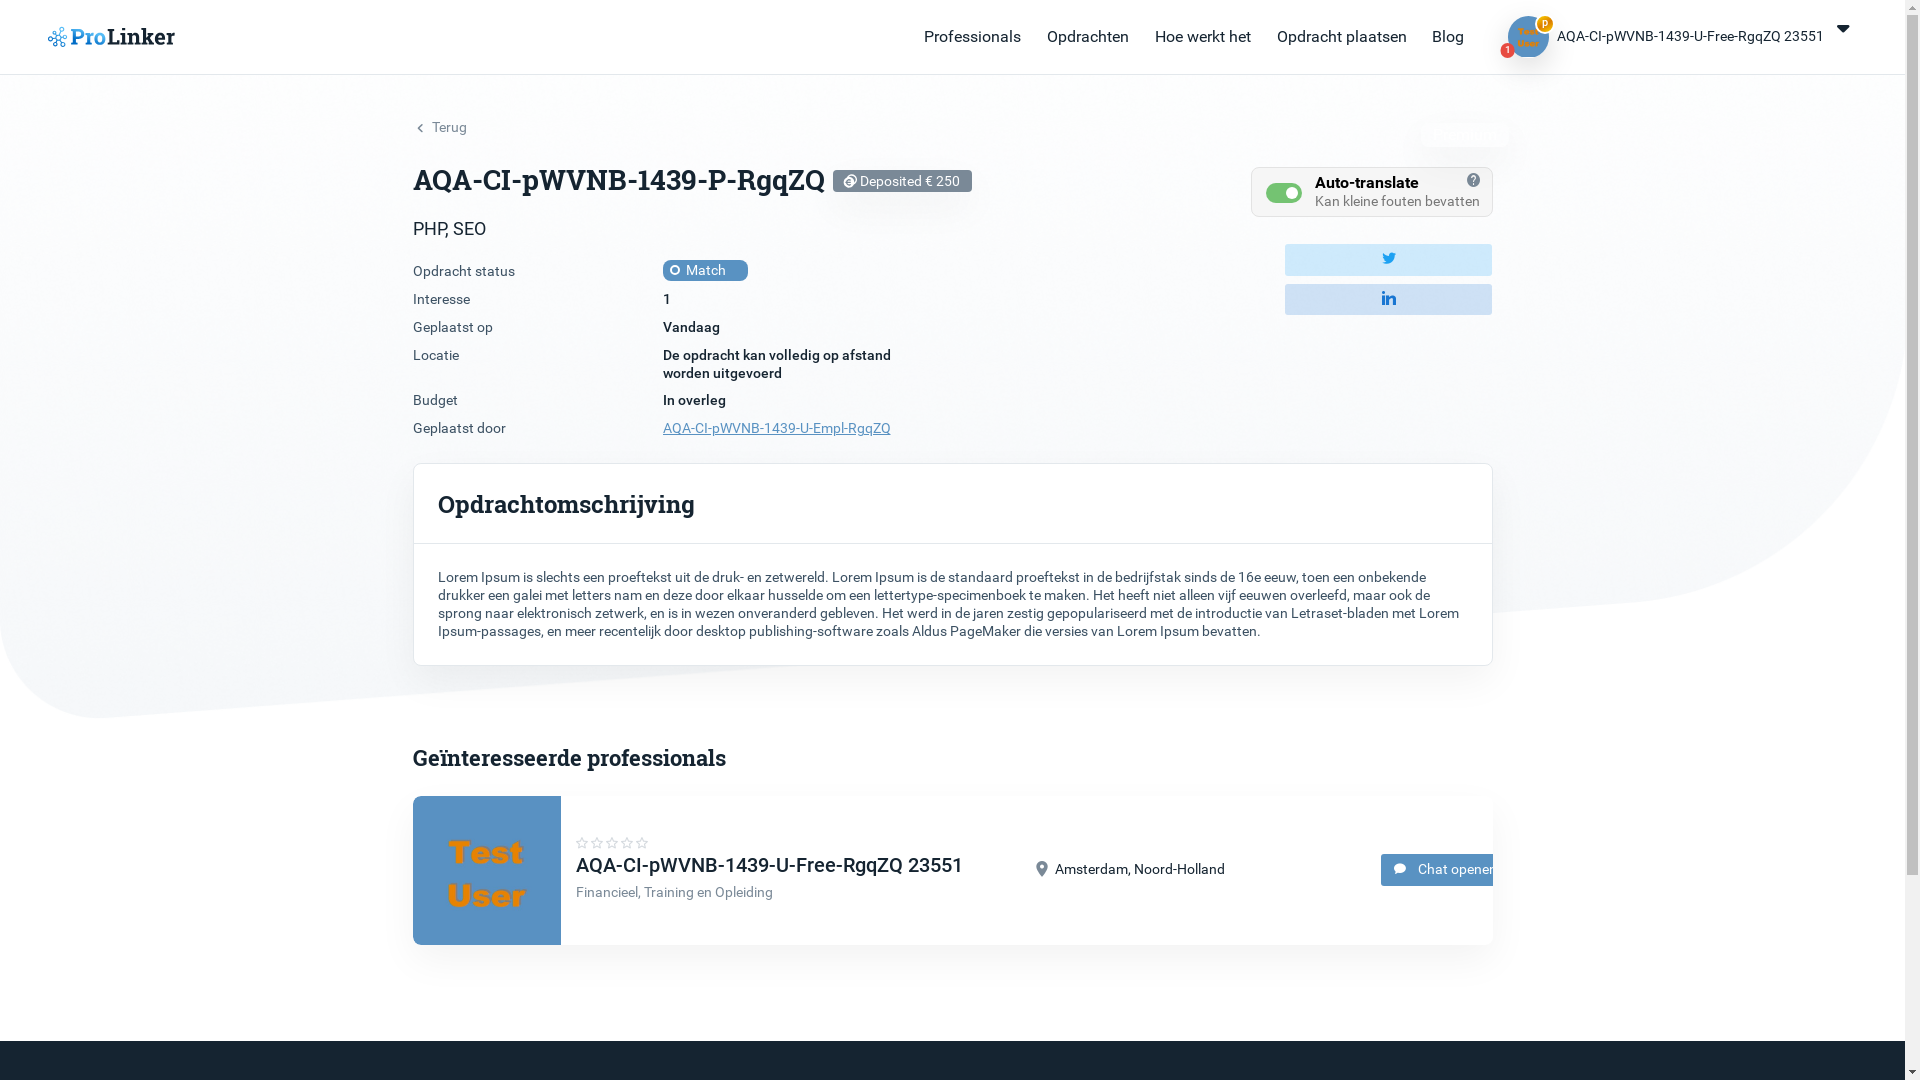 ProLinker
Professionals
Opdrachten
Hoe werkt het
Opdracht plaatsen
Blog
Test
User
p
1
AQA-CI-pWVNB-1439-U-Free-RgqZQ 23551
Terug
AQA-CI-pWVNB-1439-P-RgqZQ
Deposited € 250
Auto-translate
?
Kan kleine fouten bevatten
PHP, SEO
Opdracht status
Match
Interesse
1
Geplaatst op
Vandaag
Locatie
De opdracht kan volledig op afstand
worden uitgevoerd
Budget
In overleg
Geplaatst door
AQA-CI-pWVNB-1439-U-Empl-RgqZQ
in
Opdrachtomschrijving
Lorem Ipsum is slechts een proeftekst uit de druk- en zetwereld. Lorem Ipsum is de standaard proeftekst in de bedrijfstak sinds de 16e eeuw, toen een onbekende
drukker een galei met letters nam en deze door elkaar husselde om een lettertype-specimenboek te maken. Het heeft niet alleen vijf eeuwen overleefd, maar ook de
sprong naar elektronisch zetwerk, en is in wezen onveranderd gebleven. Het werd in de jaren zestig gepopulariseerd met de introductie van Letraset-bladen met Lorem
Ipsum-passages, en meer recentelijk door desktop publishing-software zoals Aldus PageMaker die versies van Lorem Ipsum bevatten.
Geïnteresseerde professionals
Test
User
AQA-CI-pWVNB-1439-U-Free-RgqZQ 23551
Financieel, Training en Opleiding
Amsterdam, Noord-Holland
Chat openen